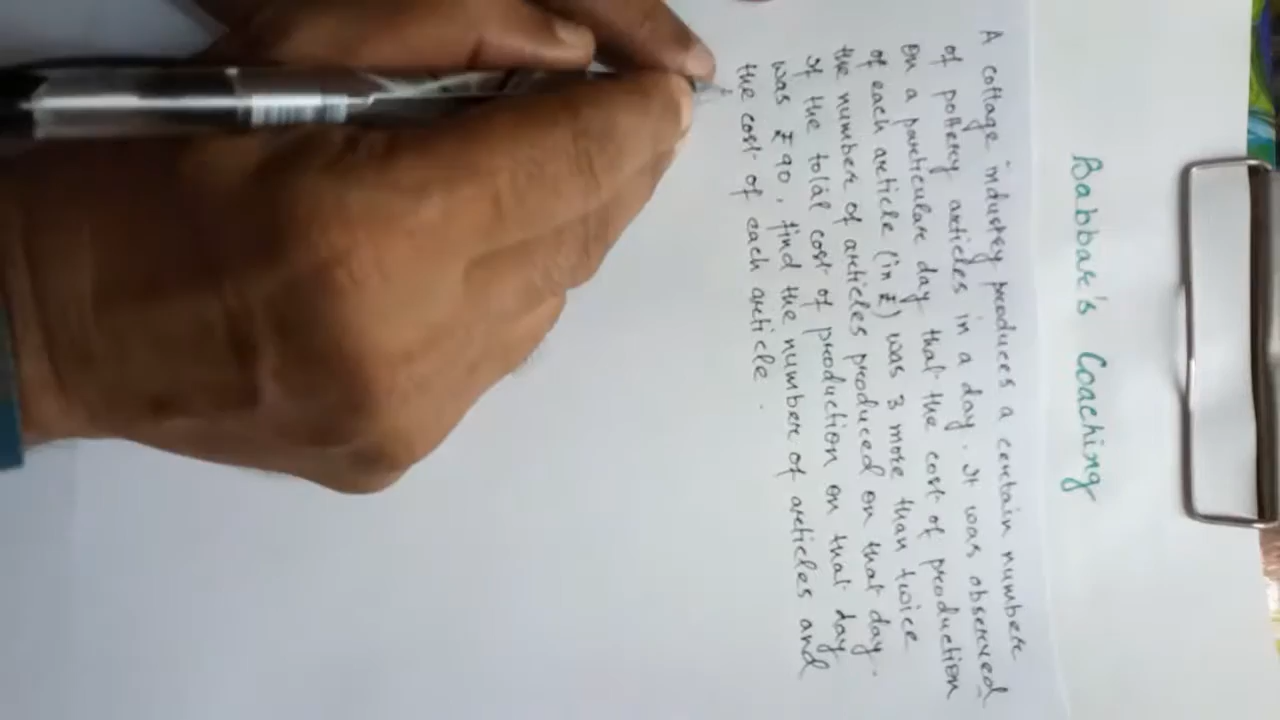 Babbar's Coaching
A cottage industry produces a certain number
of pottery articles in a day. It was observed
on a particular day that the cost of production
of each article (in ₹) was 3 more than twice
the number of articles produced on that day.
If the total cost of production on that day
was ₹90, find the number of articles and
the cost of each article.